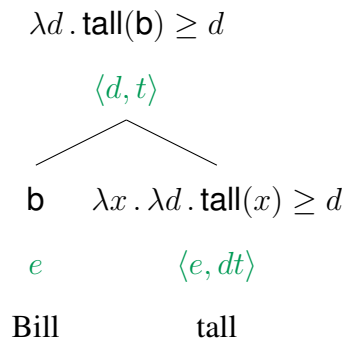 λd . tall(b) ≥ d
⟨d, t⟩
b λx . λd . tall(x) ≥ d
e ⟨e, dt⟩
Bill tall